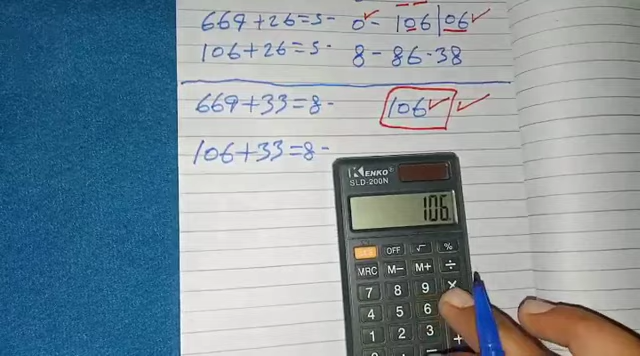 669+26=5- 0- 106|06
106+26=5- 8-86-38
669+33=8- 106
106+33=8-
KENKO
SLD-200N
106.
OFF √ %
MRC M- M+ ÷
7 8 9 ×
4 5 6
1 2 3 +